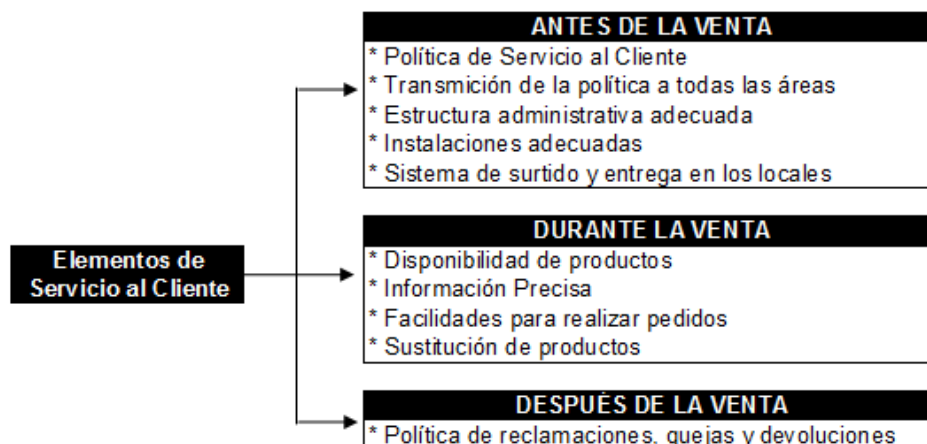 ANTES DE LA VENTA
* Política de Servicio al Cliente
* Transmición de la política a todas las áreas
* Estructura administrativa adecuada
* Instalaciones adecuadas
* Sistema de surtido y entrega en los locales
DURANTE LA VENTA
* Disponibilidad de productos
* Información Precisa
* Facilidades para realizar pedidos
* Sustitución de productos
Elementos de
Servicio al Cliente
DESPUÉS DE LA VENTA
* Política de reclamaciones, quejas y devoluciones